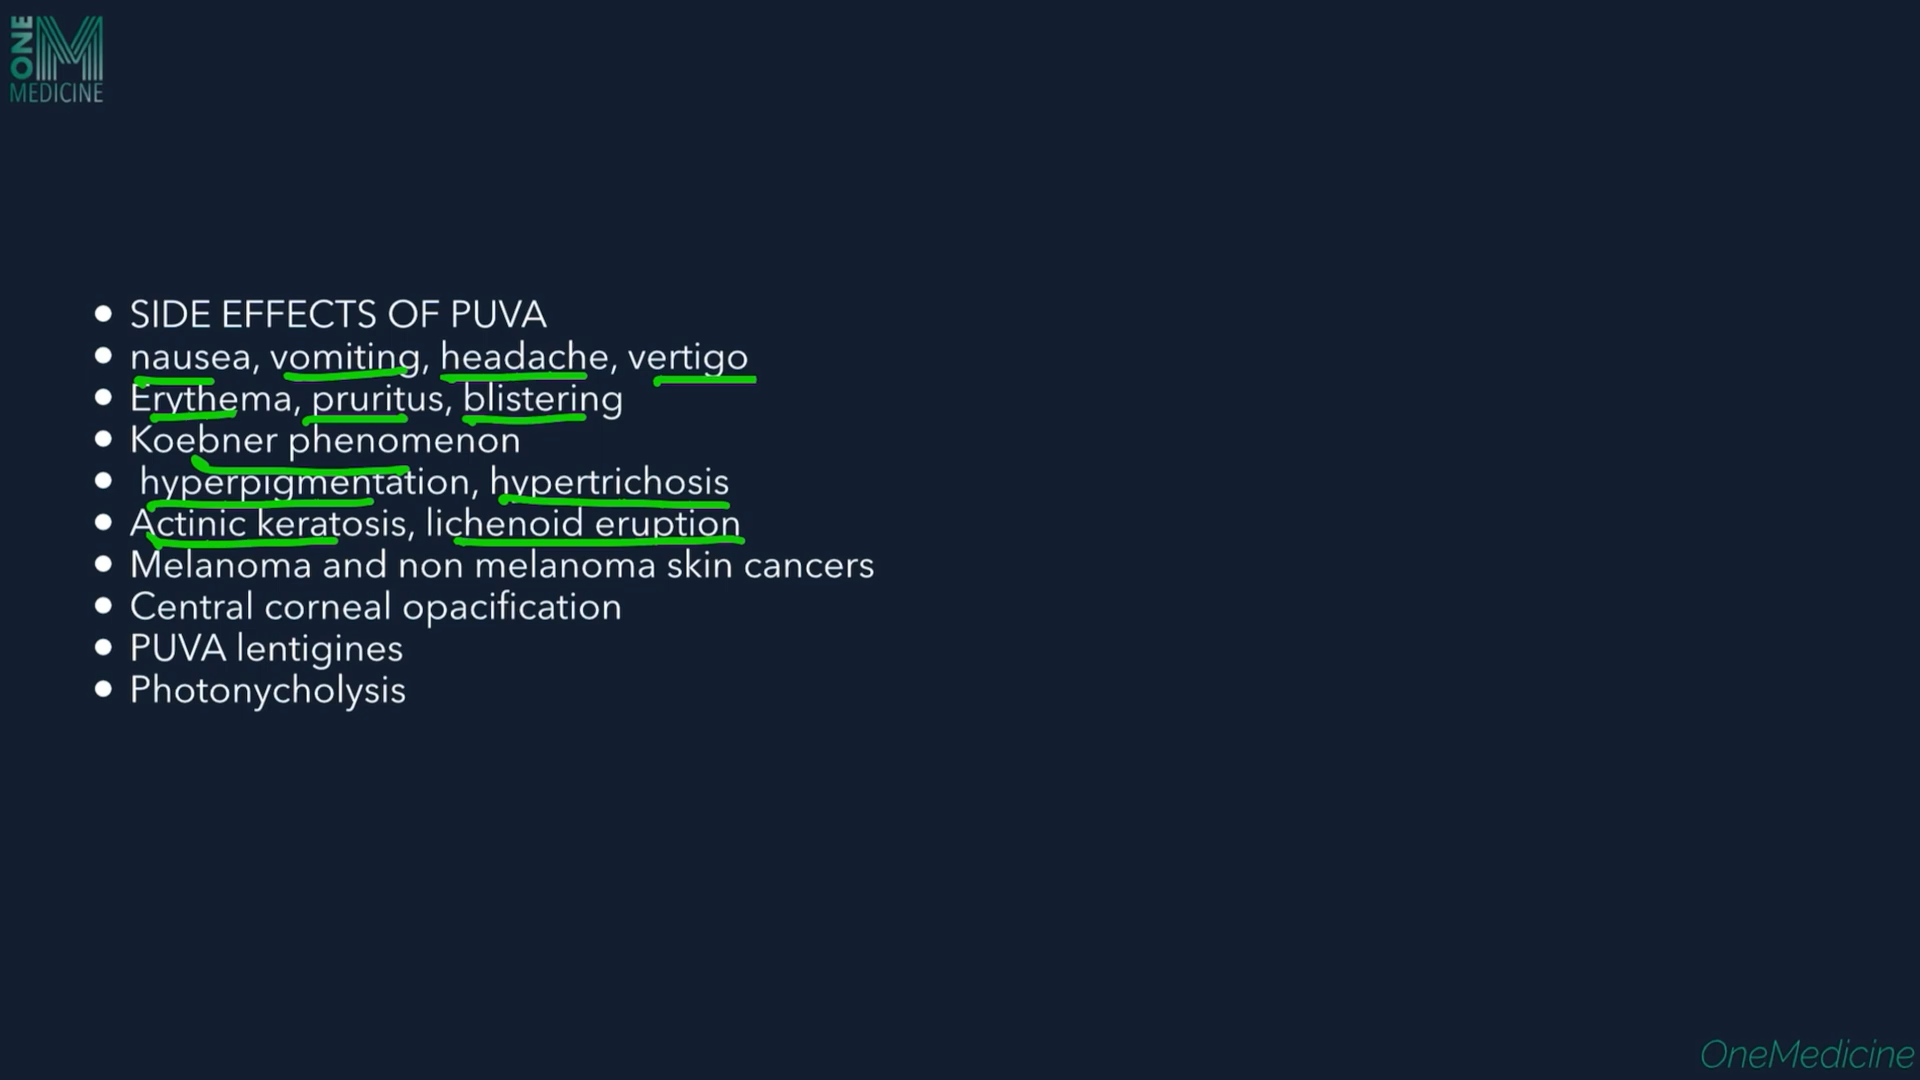 ONE
MEDICINE
• SIDE EFFECTS OF PUVA
• nausea, vomiting, headache, vertigo
• Erythema, pruritus, blistering
• Koebner phenomenon
• hyperpigmentation, hypertrichosis
• Actinic keratosis, lichenoid eruption
• Melanoma and non melanoma skin cancers
• Central corneal opacification
• PUVA lentigines
• Photonycholysis
OneMedicine